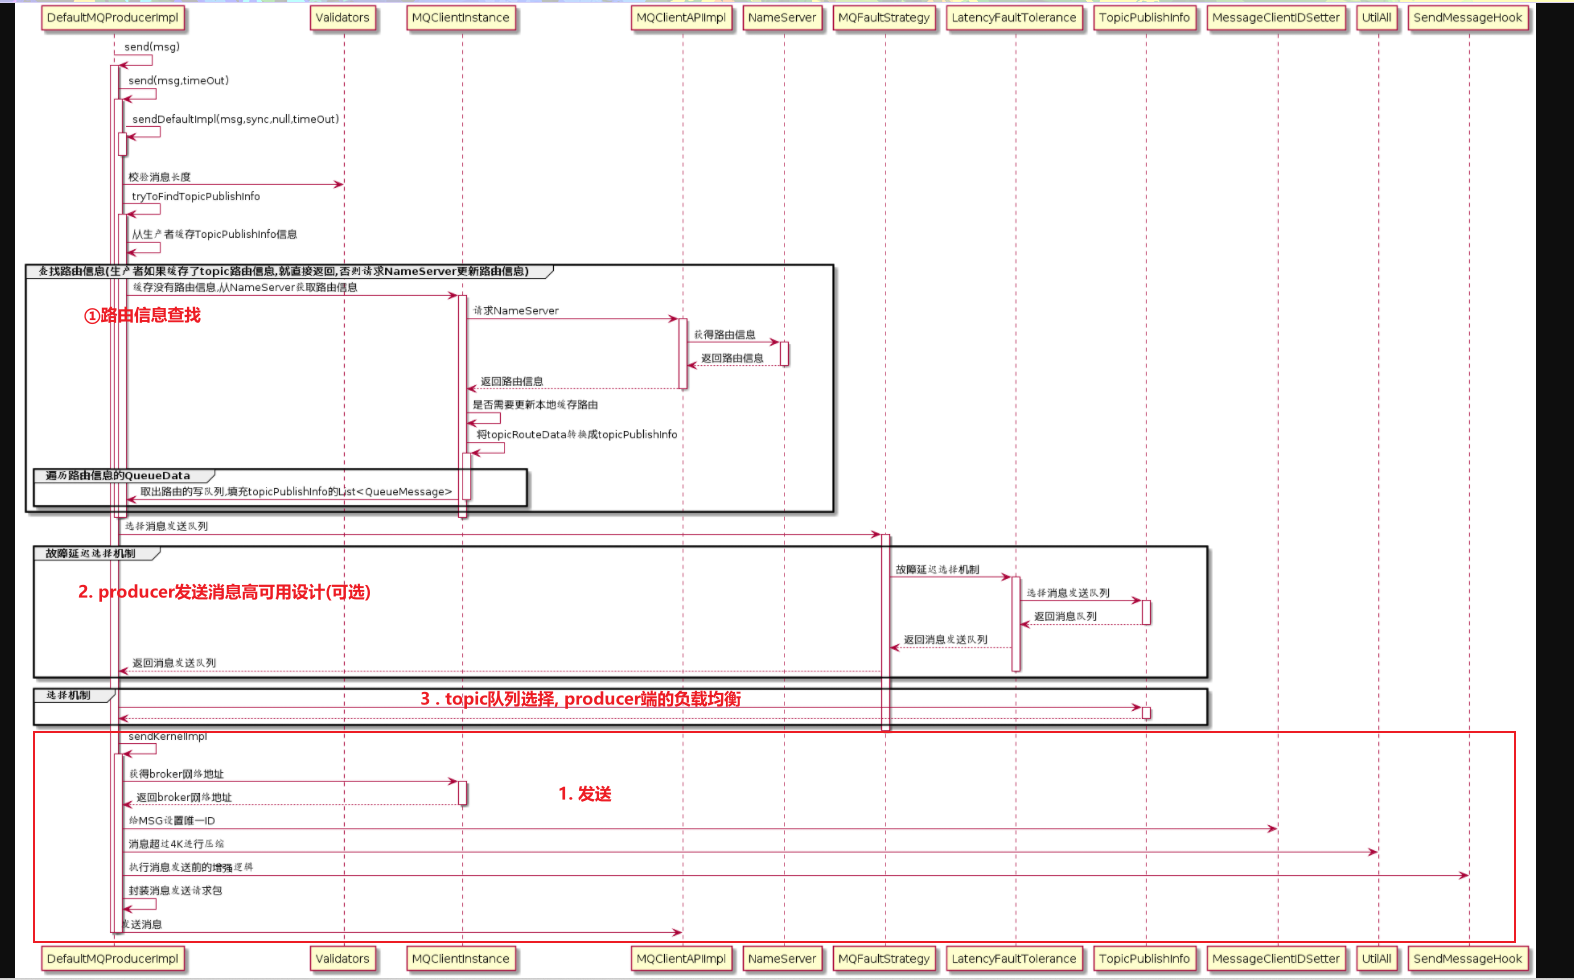 DefaultMQProducerImpl Validators MQClientInstance MQClientAPIImpl NameServer MQFaultStrategy LatencyFaultTolerance TopicPublishInfo MessageClientIDSetter UtilAll SendMessageHook
send(msg)
send(msg,timeOut)
sendDefaultImpl(msg,sync,null,timeOut)
校验消息长度
tryToFindTopicPublishInfo
从生产者缓存TopicPublishInfo信息
查找路由信息(生产者如果缓存了topic路由信息,就直接返回,否则请求NameServer更新路由信息)
缓存没有路由信息,从NameServer获取路由信息
①路由信息查找
请求NameServer
获得路由信息
返回路由信息
返回路由信息
是否需要更新本地缓存路由
将topicRouteData转换成topicPublishInfo
遍历路由信息的QueueData
取出路由的写队列,填充topicPublishInfo的List<QueueMessage>
选择消息发送队列
故障延迟选择机制
故障延迟选择机制
2. producer发送消息高可用设计(可选)
选择消息发送队列
返回消息队列
返回消息发送队列
返回消息发送队列
选择机制
3 . topic队列选择, producer端的负载均衡
sendKernelImpl
获得broker网络地址
返回broker网络地址
1. 发送
给MSG设置唯一ID
消息超过4K进行压缩
执行消息发送前的增强逻辑
封装消息发送请求包
发送消息
DefaultMQProducerImpl Validators MQClientInstance MQClientAPIImpl NameServer MQFaultStrategy LatencyFaultTolerance TopicPublishInfo MessageClientIDSetter UtilAll SendMessageHook